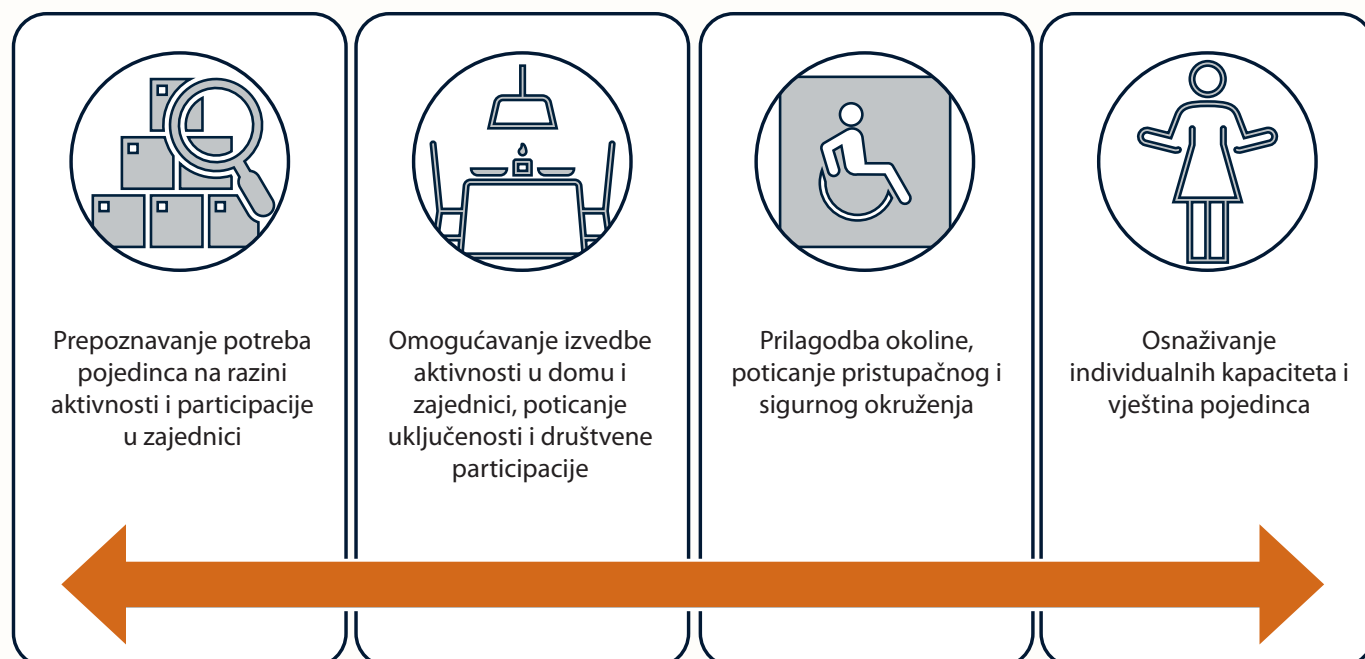 Prepoznavanje potreba
pojedinca na razini
aktivnosti i participacije
u zajednici
Omogućavanje izvedbe
aktivnosti u domu i
zajednici, poticanje
uključenosti i društvene
participacije
Prilagodba okoline,
poticanje pristupačnog i
sigurnog okruženja
Osnaživanje
individualnih kapaciteta i
vještina pojedinca